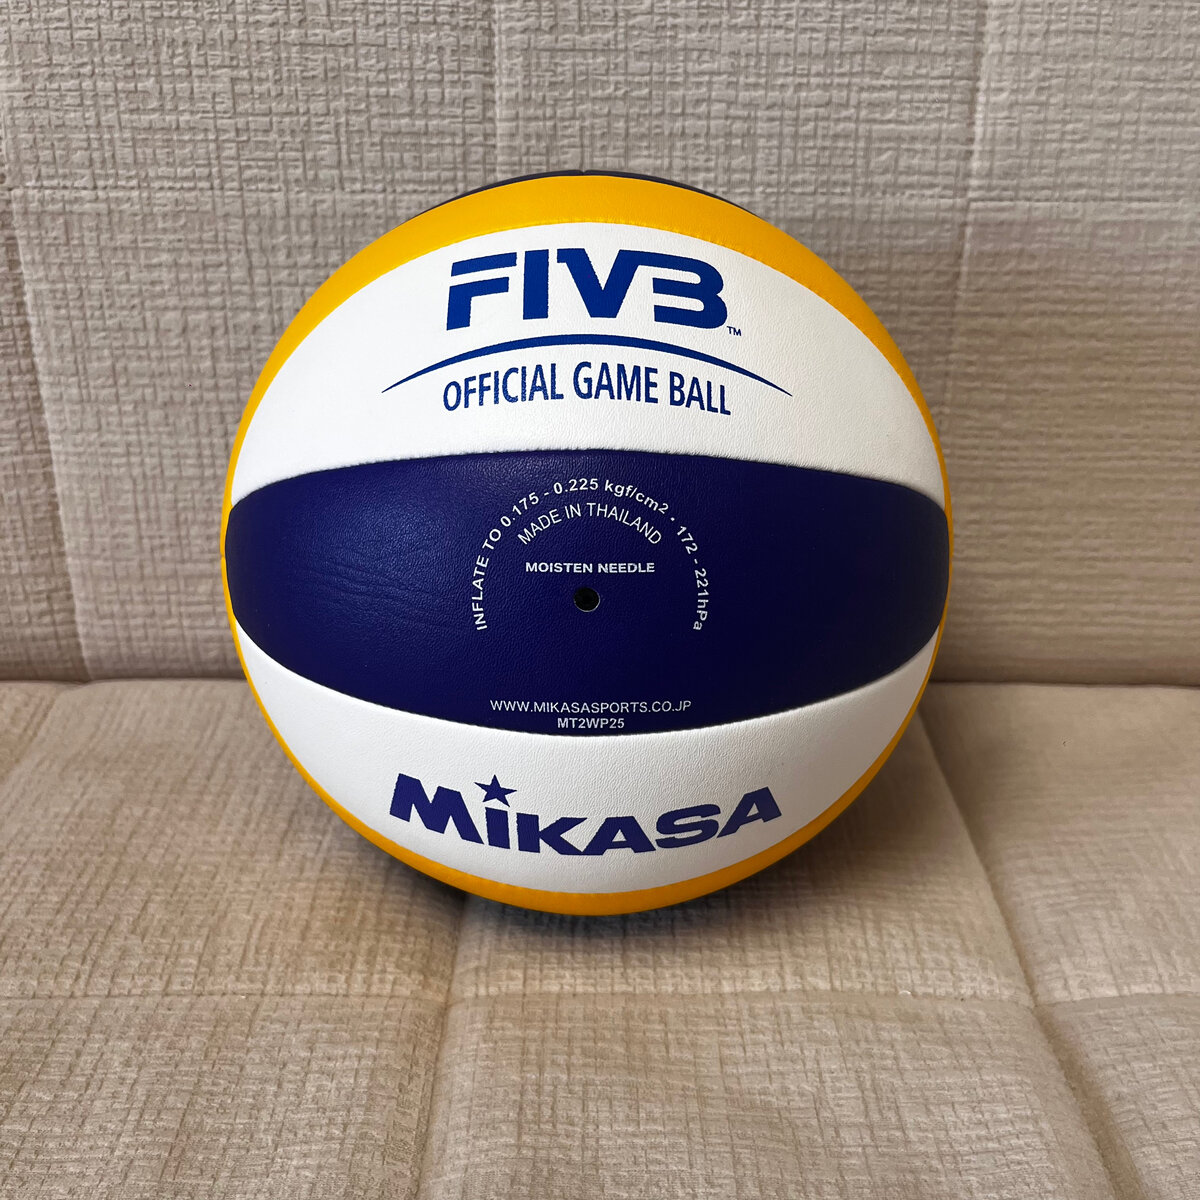 FIVB™
OFFICIAL GAME BALL
INFLATE TO 0.175 - 0.225 kgf/cm² - 172 - 221hPa
MADE IN THAILAND
MOISTEN NEEDLE
WWW.MIKASASPORTS.CO.JP
MT2WP25
MIKASA